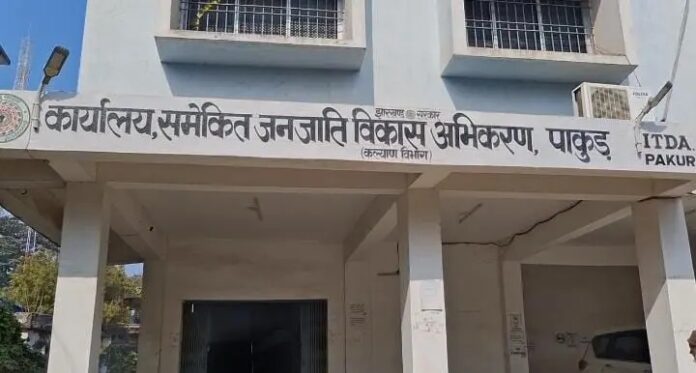 झारखण्ड सरकार
कार्यालय, समेकित जनजाति विकास अभिकरण, पाकुड़
(कल्याण विभाग)
ITDA.
PAKUR